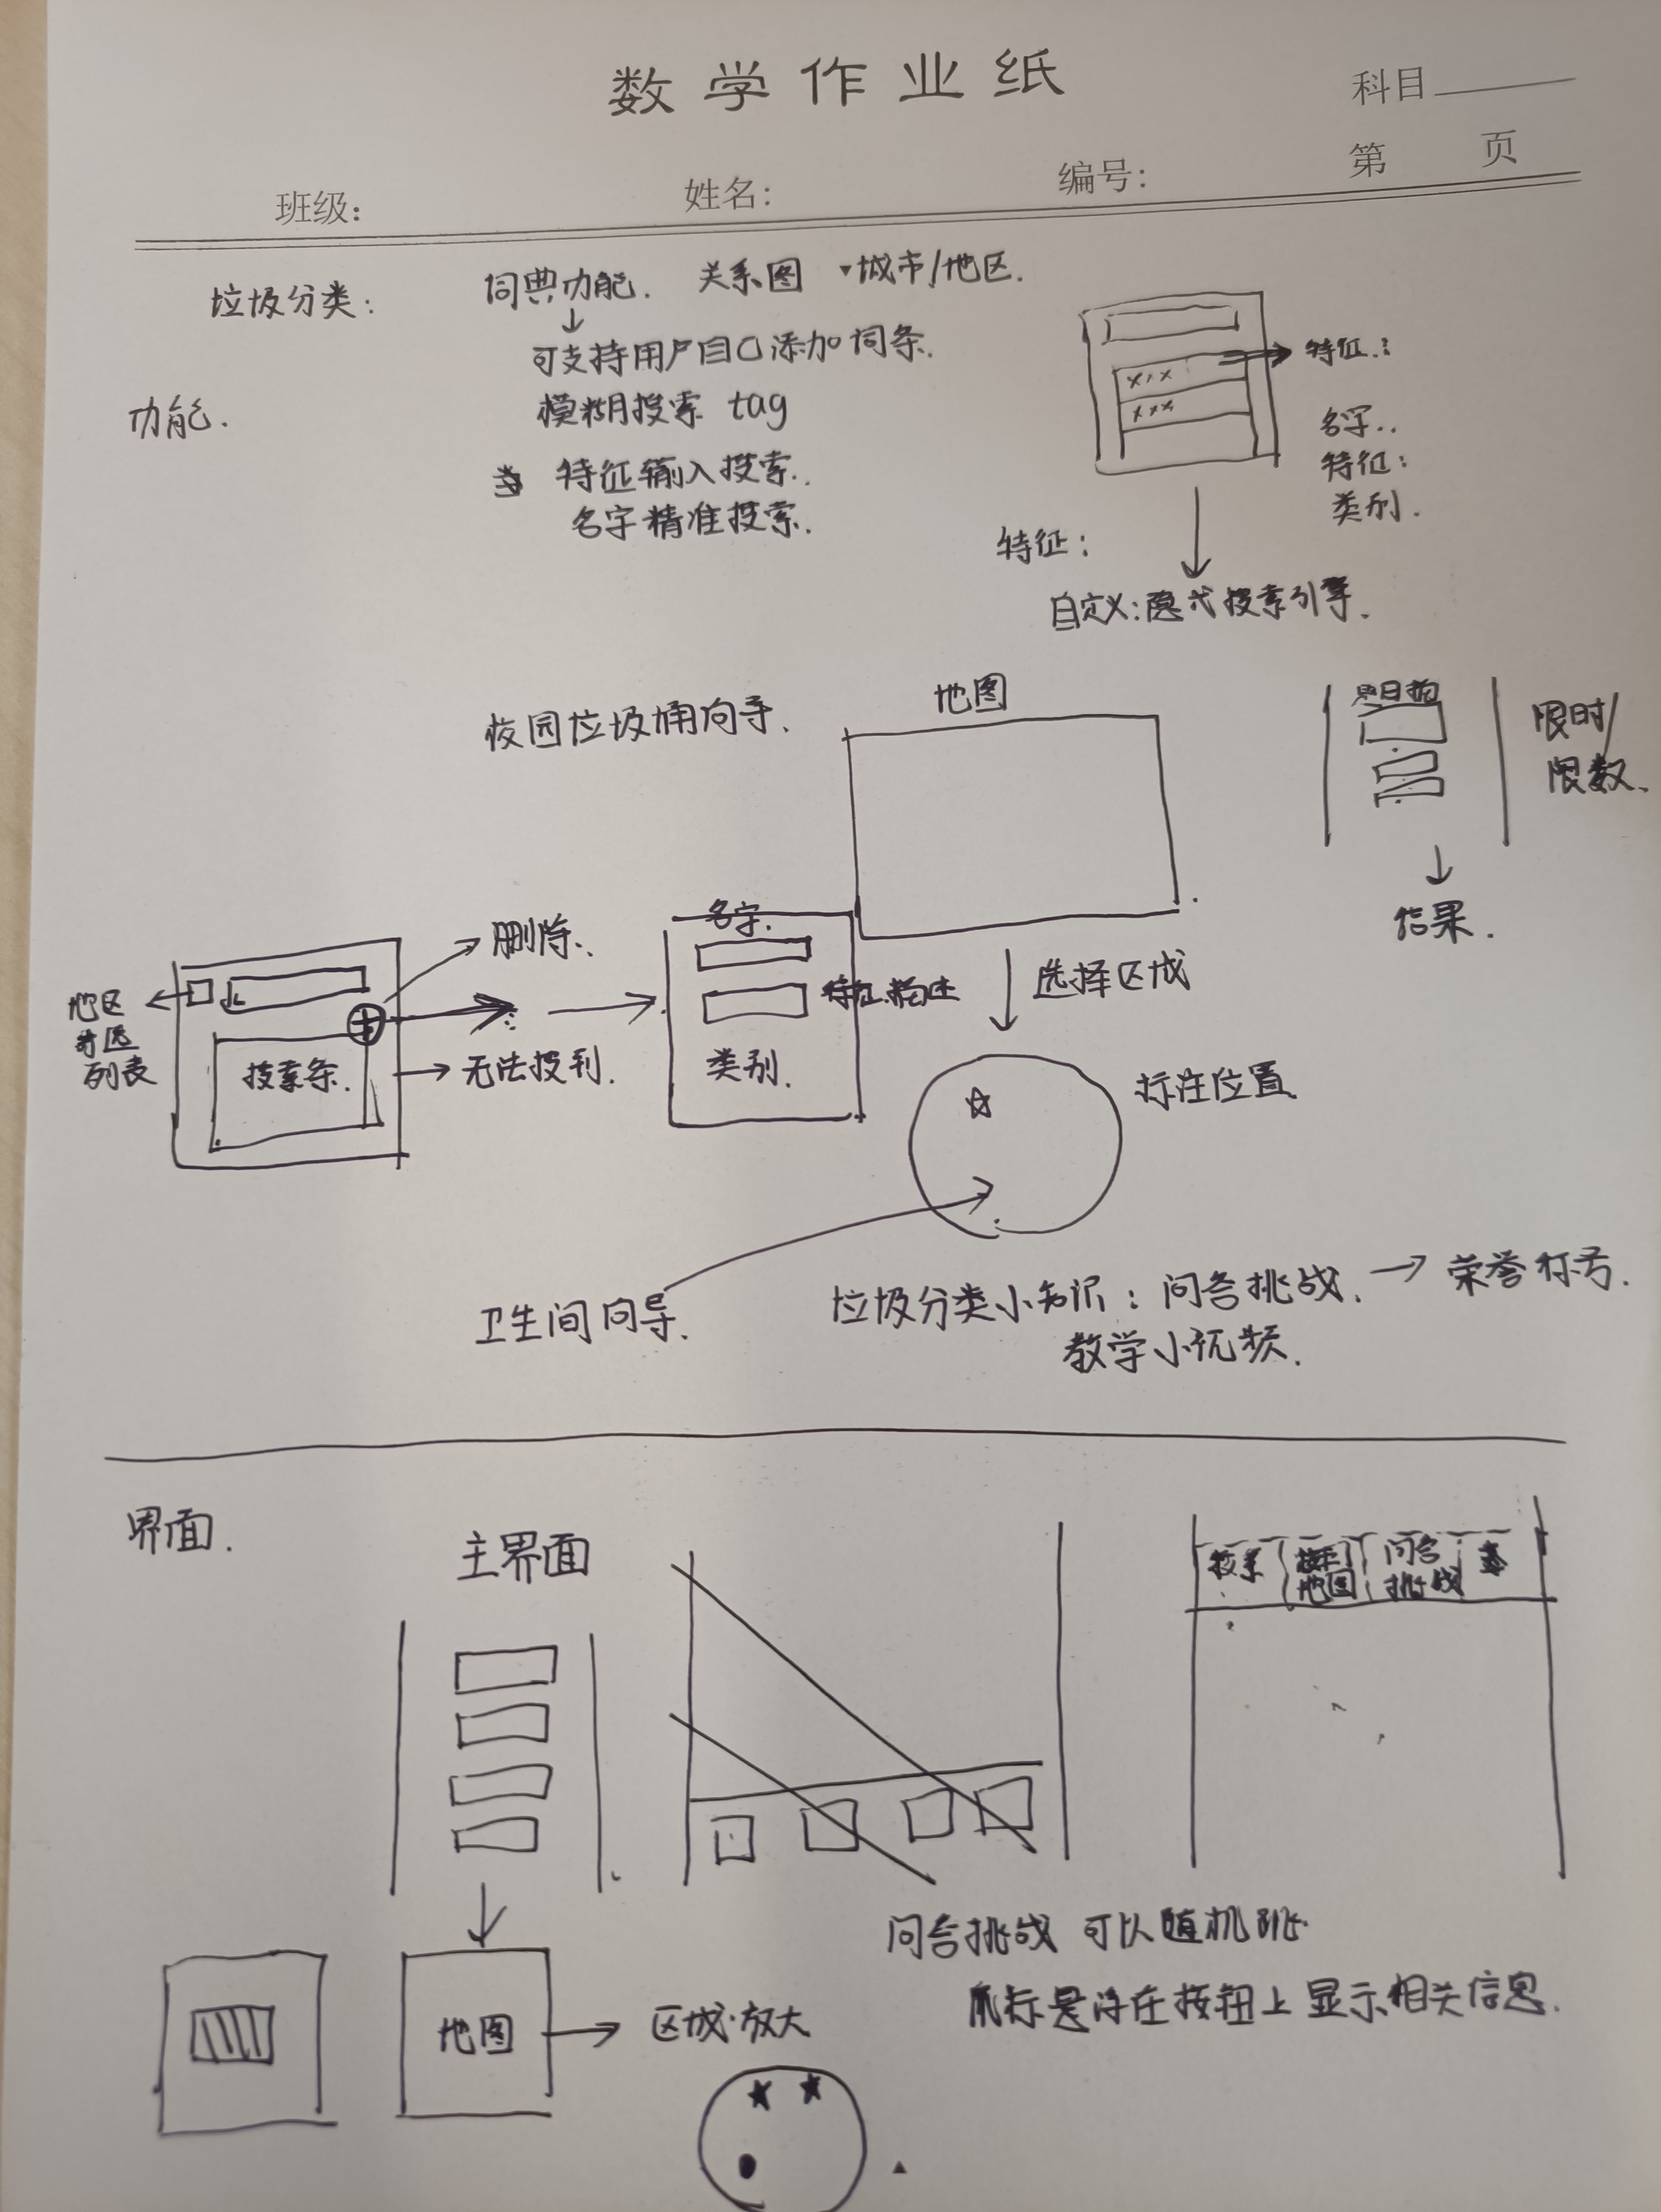 数学作业纸
科目
班级：
姓名：
编号：
第 页
垃圾分类：
词典功能. 关系图 城市/地区.
可支持用户自己添加词条.
功能.
模糊搜索 tag
特征输入搜索.
名字精准搜索.
xxx
xxx
特征：
名字..
特征：
类别.
特征：
自定义：隐式搜索引擎.
校园垃圾桶向导.
地图
题目
限时/
限数.
结果.
地区
列表
搜索条.
删除.
无法搜到.
名字.
特征描述
类别.
选择区域
标注位置
卫生间向导.
垃圾分类小知识：问答挑战. → 荣誉称号.
教学小视频.
界面.
主界面
搜索
地图
问答
挑战
地图
区域放大
问答挑战 可以随机跳
鼠标悬浮在按钮上显示相关信息.